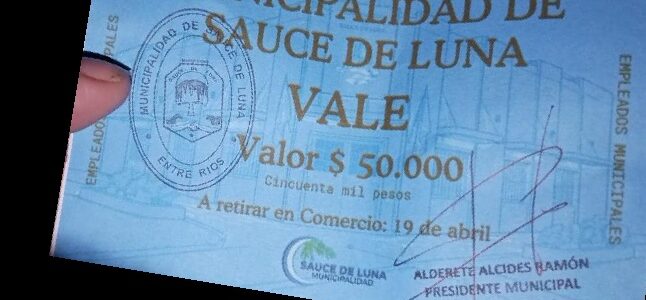 MUNICIPALIDAD DE
SAUCE DE LUNA
VALE
Valor $ 50.000
Cincuenta mil pesos
A retirar en Comercio: 19 de abril
SAUCE DE LUNA
MUNICIPALIDAD
ALDERETE ALCIDES RAMÓN
PRESIDENTE MUNICIPAL
MUNICIPALIDAD DE SAUCE DE LUNA
ENTRE RIOS
EMPLEADOS MUNICIPALES
EMPLEADOS MUNICIPALES